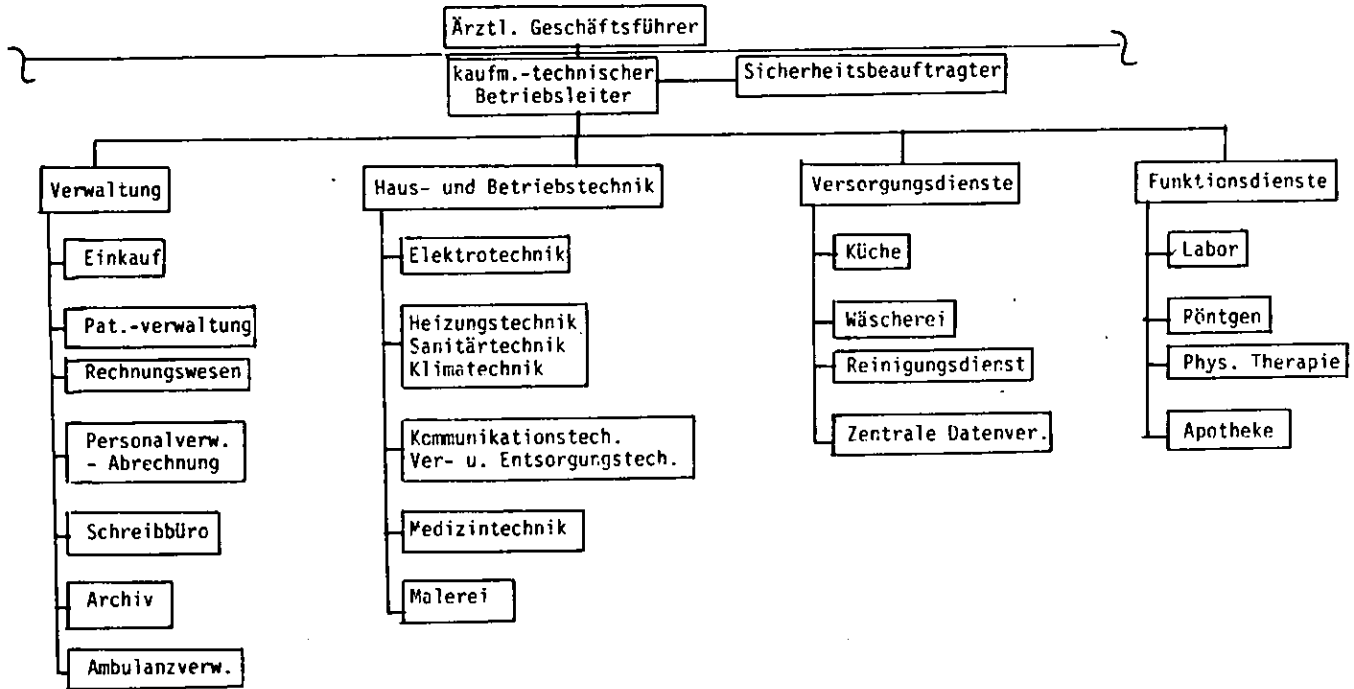 Ärztl. Geschäftsführer
kaufm.-technischer
Betriebsleiter
Sicherheitsbeauftragter
Verwaltung
Einkauf
Pat.-verwaltung
Rechnungswesen
Personalverw.
- Abrechnung
Schreibbüro
Archiv
Ambulanzverw.
Haus- und Betriebstechnik
Elektrotechnik
Heizungstechnik
Sanitärtechnik
Klimatechnik
Kommunikationstech.
Ver- u. Entsorgungstech.
Medizintechnik
Malerei
Versorgungsdienste
Küche
Wäscherei
Reinigungsdienst
Zentrale Datenver.
Funktionsdienste
Labor
Pöntgen
Phys. Therapie
Apotheke